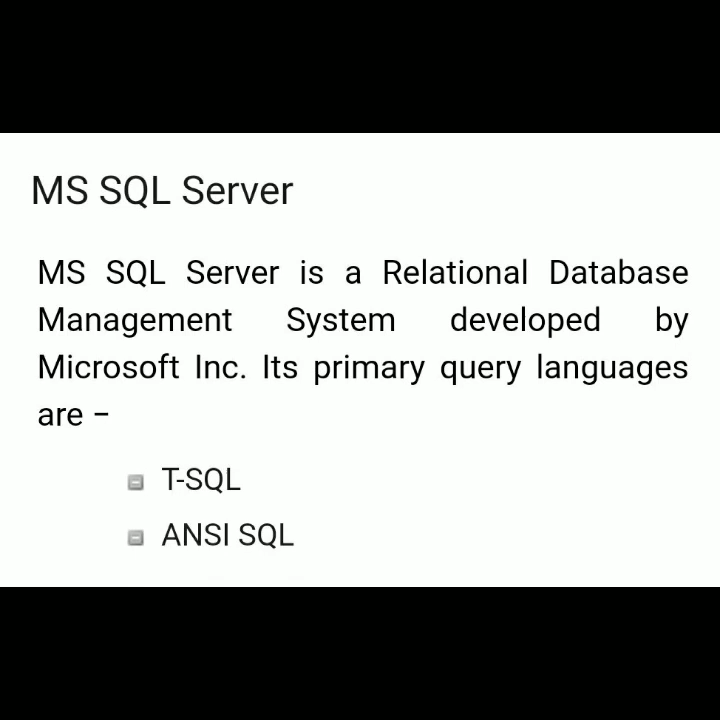 MS SQL Server
MS SQL Server is a Relational Database
Management System developed by
Microsoft Inc. Its primary query languages
are −
T-SQL
ANSI SQL